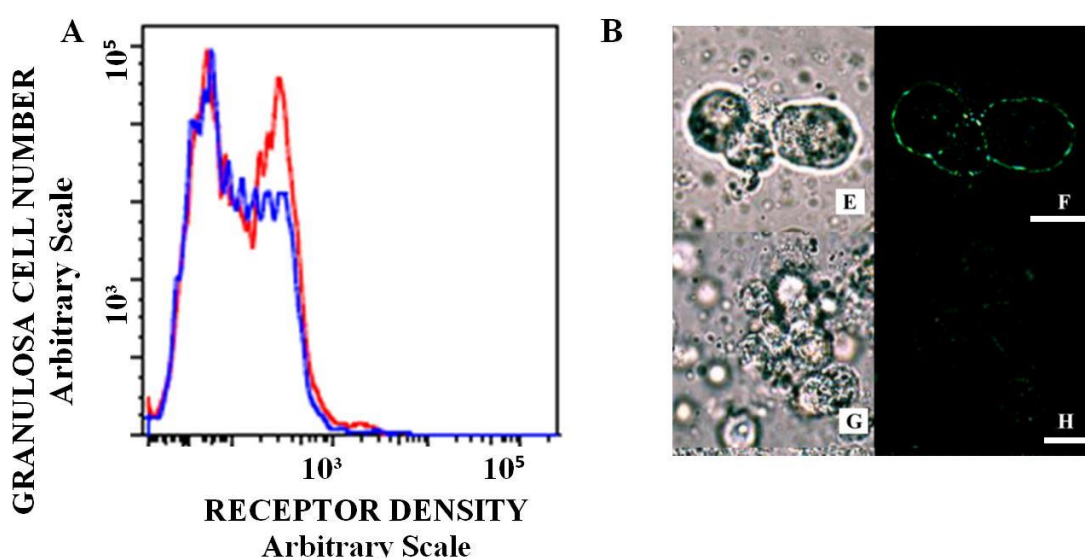 A
GRANULOSA CELL NUMBER
Arbitrary Scale
10⁵
10³
10³
10⁵
RECEPTOR DENSITY
Arbitrary Scale
B
E
F
G
H